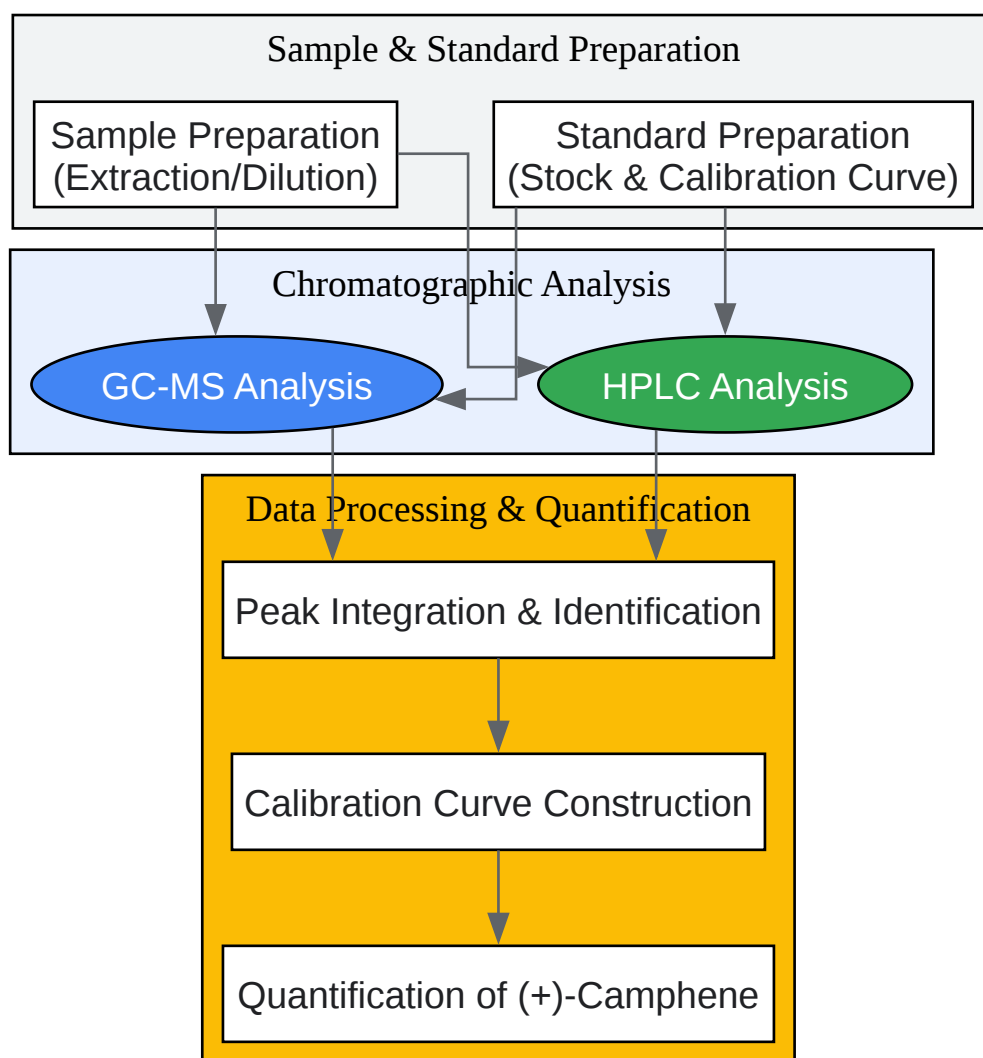 Sample & Standard Preparation
Sample Preparation
(Extraction/Dilution)
Standard Preparation
(Stock & Calibration Curve)
Chromatographic Analysis
GC-MS Analysis
HPLC Analysis
Data Processing & Quantification
Peak Integration & Identification
Calibration Curve Construction
Quantification of (+)-Camphene